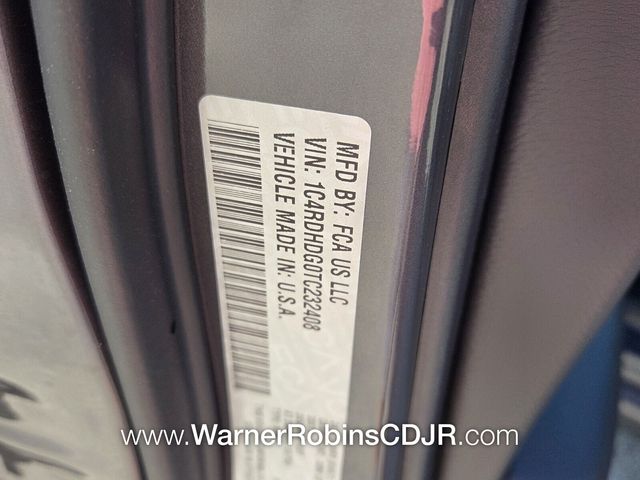 MFD BY: FCA US LLC
VIN: 1C4RDHDG0TC232408
VEHICLE MADE IN: U.S.A.
www.WarnerRobinsCDJR.com